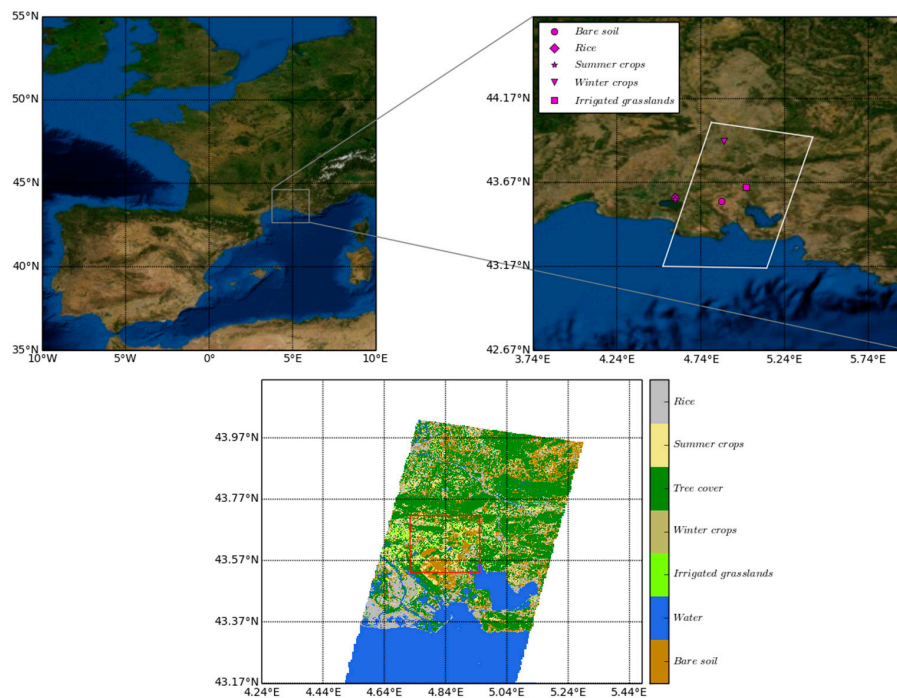 55°N
50°N
45°N
40°N
35°N
10°W
5°W
0°
5°E
10°E
Bare soil
Rice
Summer crops
Winter crops
Irrigated grasslands
44.17°N
43.67°N
43.17°N
42.67°N
3.74°E
4.24°E
4.74°E
5.24°E
5.74°E
43.97°N
43.77°N
43.57°N
43.37°N
43.17°N
4.24°E
4.44°E
4.64°E
4.84°E
5.04°E
5.24°E
5.44°E
Rice
Summer crops
Tree cover
Winter crops
Irrigated grasslands
Water
Bare soil